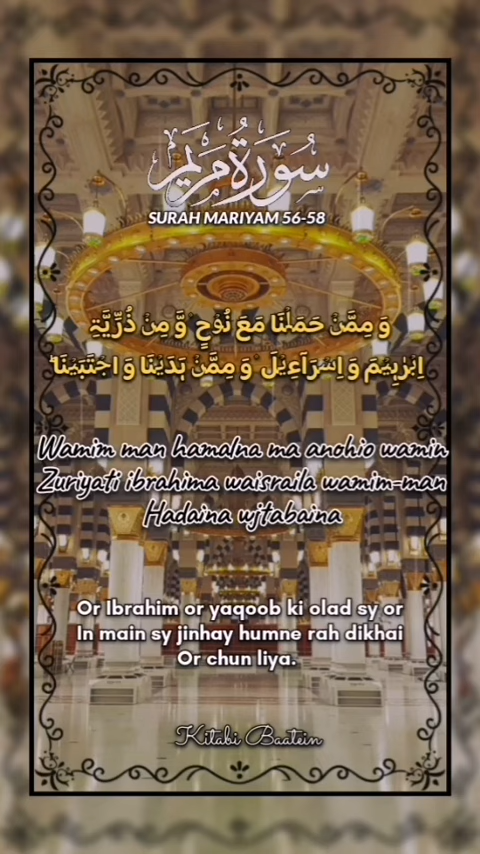 سُورَةُ مَرْيَم
SURAH MARIYAM 56-58
وَ مِمَّنْ حَمَلْنَا مَعَ نُوْحٍ ۫ وَّ مِنْ ذُرِّیَّةِ
اِبْرٰهِیْمَ وَ اِسْرَآءِیْلَ ۫ وَ مِمَّنْ هَدَیْنَا وَ اجْتَبَیْنَا ؕ
Wamim man hamalna ma anohio wamin
Zuriyati ibrahima waisraila wamim-man
Hadaina wjtabaina
Or Ibrahim or yaqoob ki olad sy or
In main sy jinhay humne rah dikhai
Or chun liya.
Kitabi Baatein